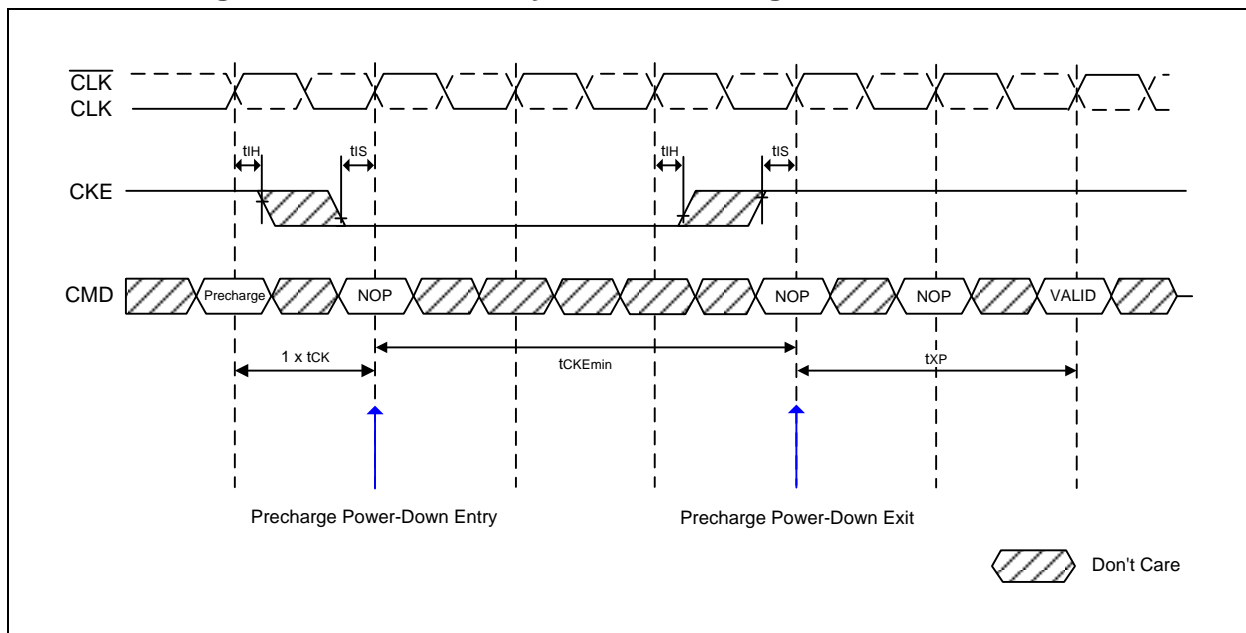 CLK
CLK
tIH
tIS
tIH
tIS
CKE
CMD
Precharge
NOP
NOP
NOP
VALID
1 x tCK
tCKEmin
tXP
Precharge Power-Down Entry
Precharge Power-Down Exit
Don't Care